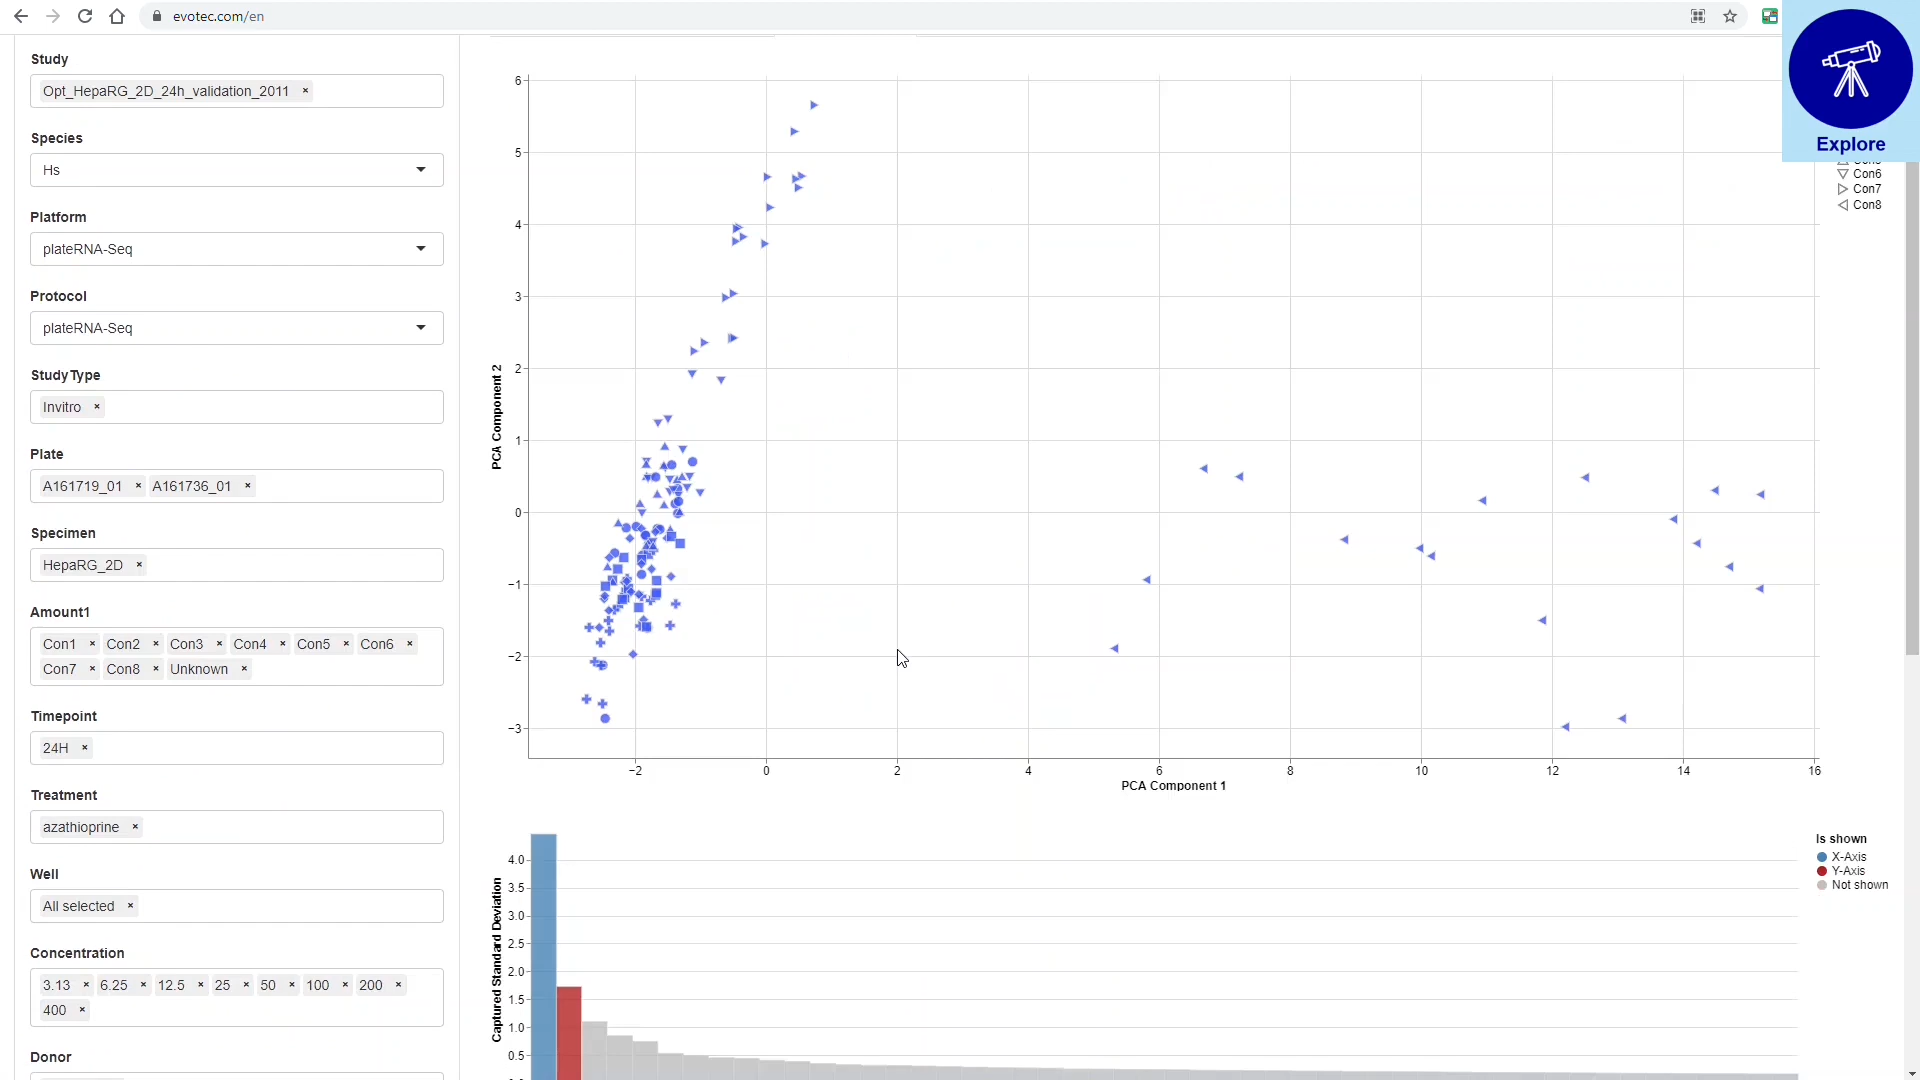 evotec.com/en
Explore
Study
Opt_HepaRG_2D_24h_validation_2011 ×
Species
Hs
Platform
plateRNA-Seq
Protocol
plateRNA-Seq
StudyType
Invitro ×
Plate
A161719_01 × A161736_01 ×
Specimen
HepaRG_2D ×
Amount1
Con1 × Con2 × Con3 × Con4 × Con5 × Con6 ×
Con7 × Con8 × Unknown ×
Timepoint
24H ×
Treatment
azathioprine ×
Well
All selected ×
Concentration
3.13 × 6.25 × 12.5 × 25 × 50 × 100 × 200 ×
400 ×
Donor
Con6
Con7
Con8
PCA Component 2
6
5
4
3
2
1
0
−1
−2
−3
−2 0 2 4 6 8 10 12 14 16
PCA Component 1
Captured Standard Deviation
4.0
3.5
3.0
2.5
2.0
1.5
1.0
0.5
Is shown
X-Axis
Y-Axis
Not shown